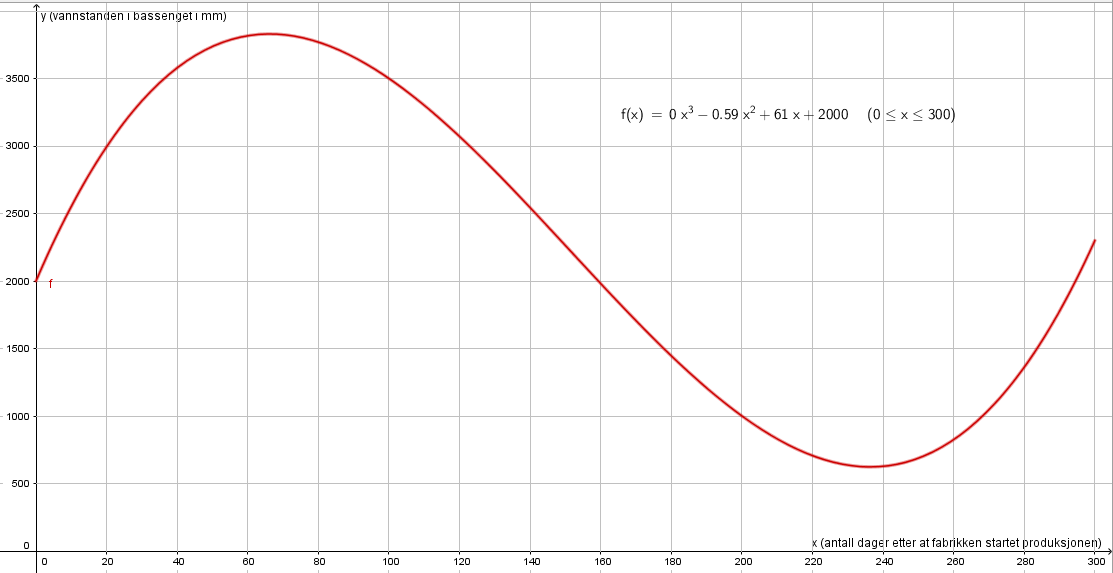 y (vannstanden i bassenget i mm)
3500
f(x) = 0 x³ − 0.59 x² + 61 x + 2000 (0 ≤ x ≤ 300)
3000
2500
2000
f
1500
1000
500
0
x (antall dager etter at fabrikken startet produksjonen)
0 20 40 60 80 100 120 140 160 180 200 220 240 260 280 300